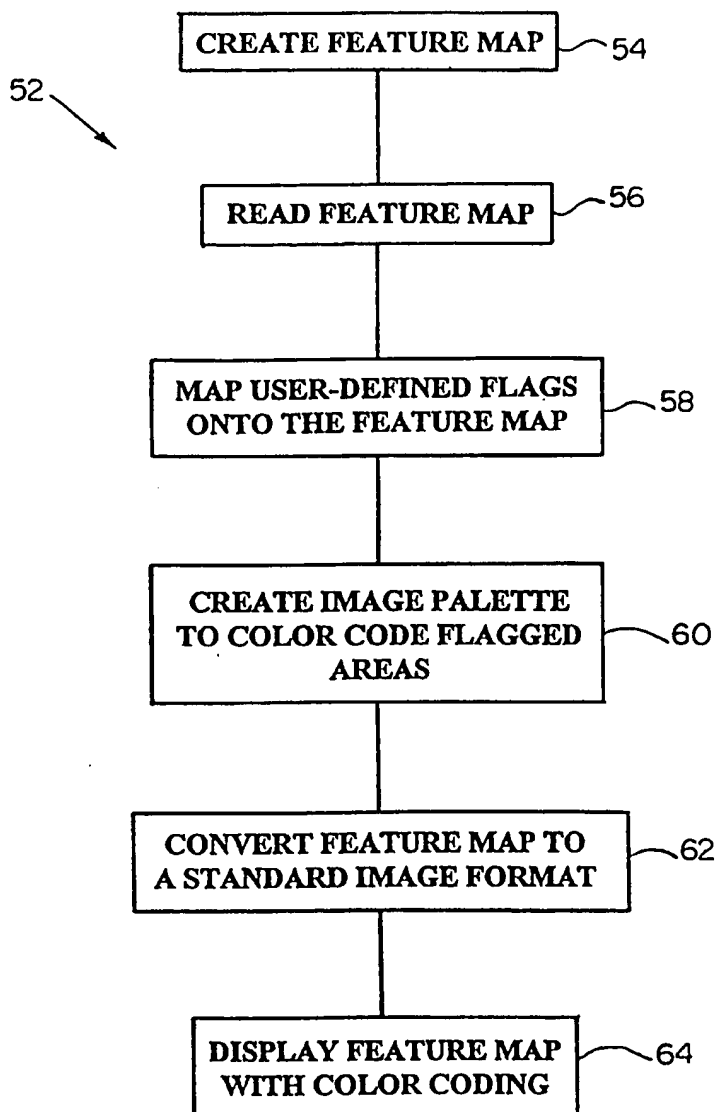 CREATE FEATURE MAP
54
52
READ FEATURE MAP
56
MAP USER-DEFINED FLAGS
ONTO THE FEATURE MAP
58
CREATE IMAGE PALETTE
TO COLOR CODE FLAGGED
AREAS
60
CONVERT FEATURE MAP TO
A STANDARD IMAGE FORMAT
62
DISPLAY FEATURE MAP
WITH COLOR CODING
64